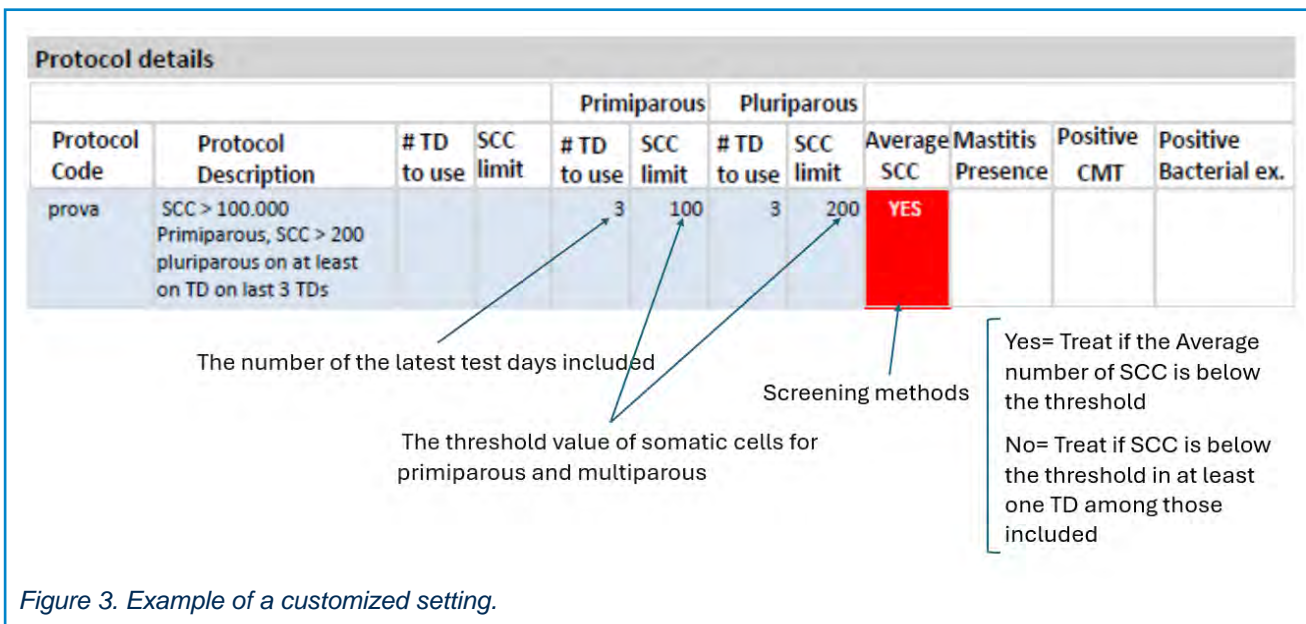 Protocol details
Primiparous Pluriparous
Protocol Code Protocol Description # TD to use SCC limit # TD to use SCC limit # TD to use SCC limit Average SCC Mastitis Presence Positive CMT Positive Bacterial ex.
prova SCC > 100.000 3 100 3 200 YES
Primiparous, SCC > 200
pluriparous on at least
on TD on last 3 TDs
The number of the latest test days included
Screening methods
The threshold value of somatic cells for
primiparous and multiparous
Yes= Treat if the Average
number of SCC is below
the threshold
No= Treat if SCC is below
the threshold in at least
one TD among those
included
Figure 3. Example of a customized setting.